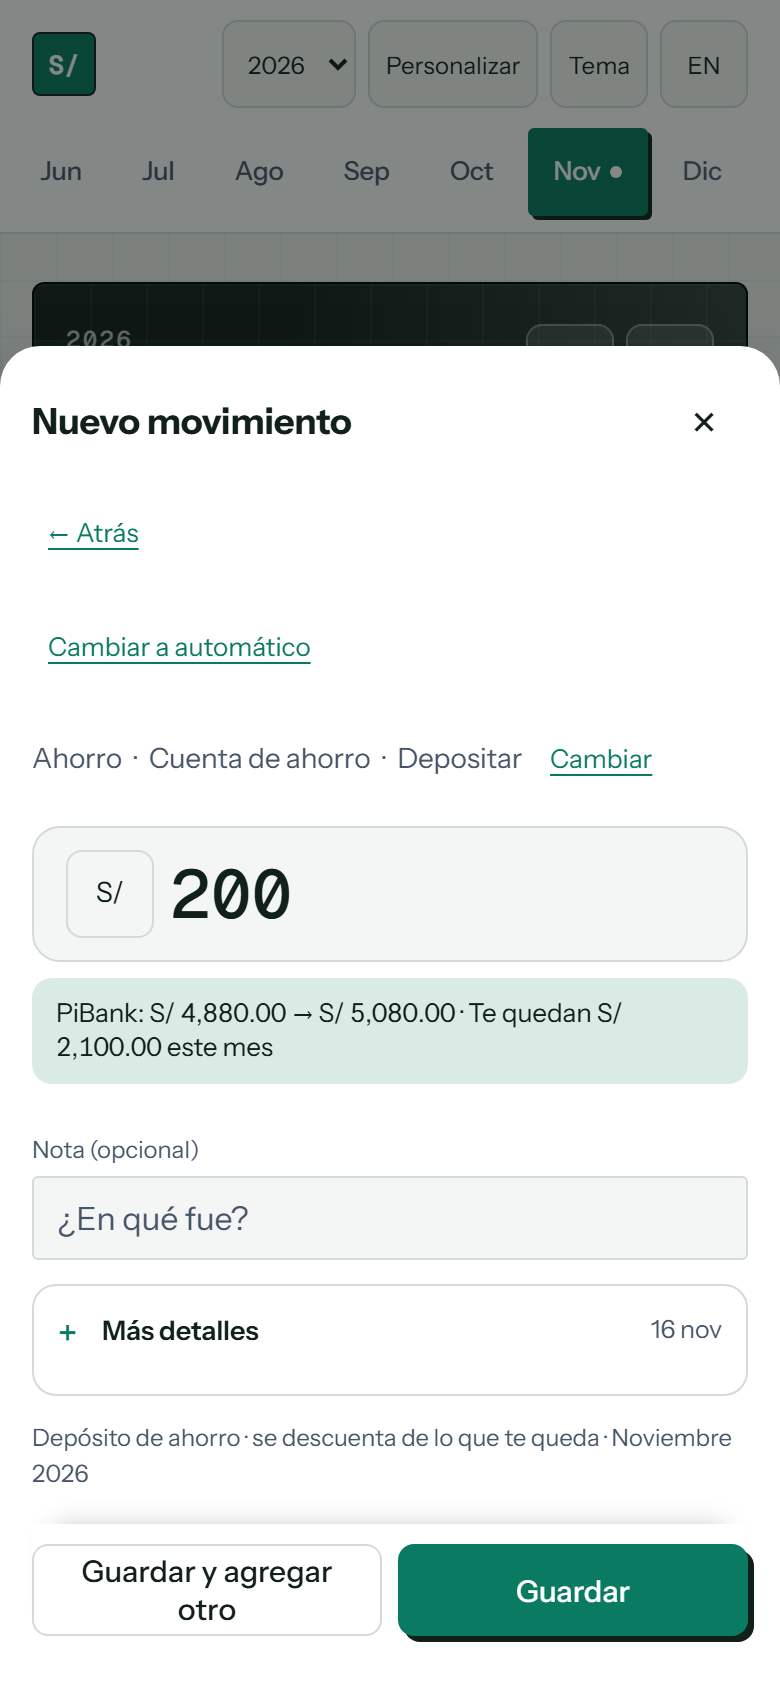 S/
2026
Personalizar
Tema
EN
Jun
Jul
Ago
Sep
Oct
Nov
Dic
2026
Nuevo movimiento
← Atrás
Cambiar a automático
Ahorro · Cuenta de ahorro · Depositar Cambiar
S/ 200
PiBank: S/ 4,880.00 → S/ 5,080.00 · Te quedan S/
2,100.00 este mes
Nota (opcional)
¿En qué fue?
+ Más detalles 16 nov
Depósito de ahorro · se descuenta de lo que te queda · Noviembre
2026
Guardar y agregar
otro
Guardar